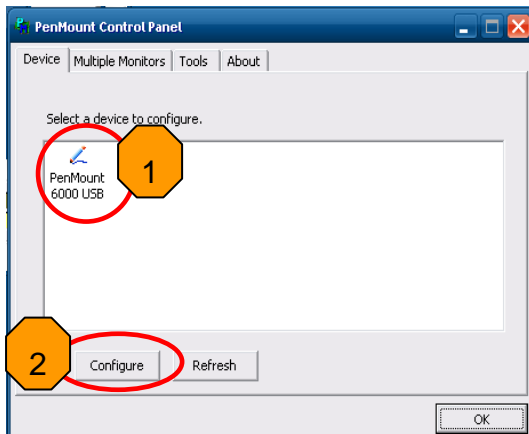 PenMount Control Panel
Device Multiple Monitors Tools About
Select a device to configure.
1
PenMount
6000 USB
2
Configure Refresh
OK